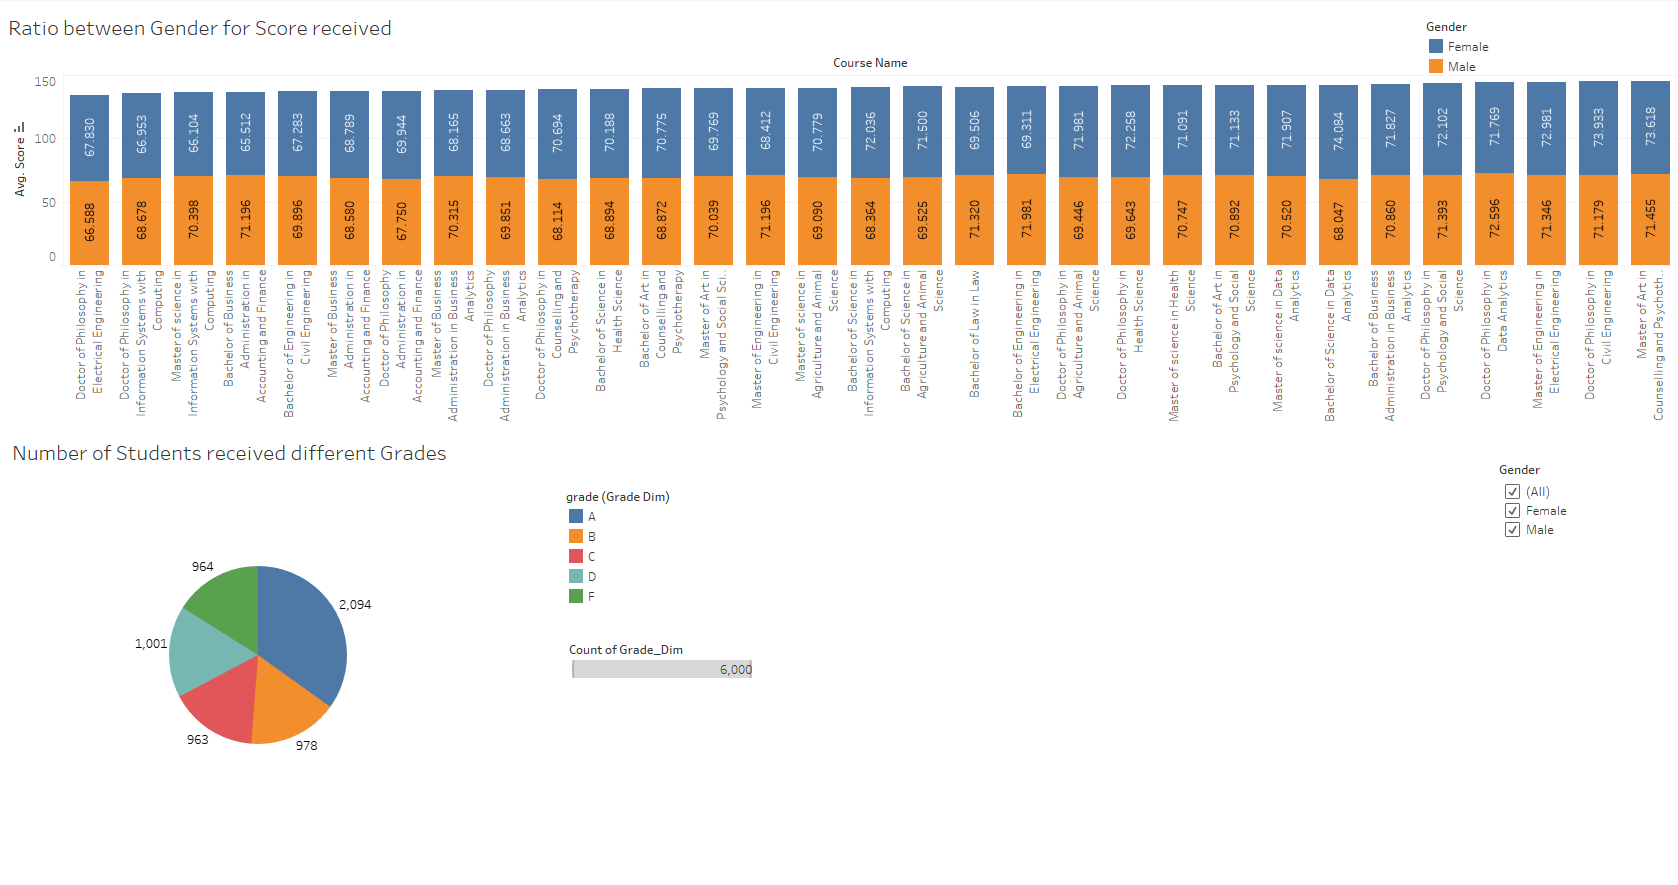 Ratio between Gender for Score received
Gender
Female
Male
Course Name
Avg. Score
150
100
50
0
67.830
66.953
66.104
65.512
67.283
68.789
69.944
68.165
68.663
70.694
70.188
70.775
69.769
68.412
70.779
72.036
71.500
69.506
69.311
71.981
72.258
71.091
71.133
71.907
74.084
71.827
72.102
71.769
72.981
73.933
73.618
66.588
68.678
70.398
71.196
69.896
68.580
67.750
70.315
69.851
68.114
68.894
68.872
70.039
71.196
69.090
68.364
69.525
71.320
71.981
69.446
69.643
70.747
70.892
70.520
68.047
70.860
71.393
72.596
71.346
71.179
71.455
Doctor of Philosophy in
Electrical Engineering
Doctor of Philosophy in
Information Systems with
Computing
Master of science in
Information Systems with
Computing
Bachelor of Business
Administration in
Accounting and Finance
Bachelor of Engineering in
Civil Engineering
Master of Business
Administration in
Accounting and Finance
Doctor of Philosophy
Administration in
Accounting and Finance
Master of Business
Administration in Business
Analytics
Doctor of Philosophy
Administration in Business
Analytics
Doctor of Philosophy in
Counselling and
Psychotherapy
Bachelor of Science in
Health Science
Bachelor of Art in
Counselling and
Psychotherapy
Master of Art in
Psychology and Social Sci..
Master of Engineering in
Civil Engineering
Master of science in
Agriculture and Animal
Science
Bachelor of Science in
Information Systems with
Computing
Bachelor of Science in
Agriculture and Animal
Science
Bachelor of Law in Law
Bachelor of Engineering in
Electrical Engineering
Doctor of Philosophy in
Agriculture and Animal
Science
Doctor of Philosophy in
Health Science
Master of science in Health
Science
Bachelor of Art in
Psychology and Social
Science
Master of science in Data
Analytics
Bachelor of Science in Data
Analytics
Bachelor of Business
Administration in Business
Analytics
Doctor of Philosophy in
Psychology and Social
Science
Doctor of Philosophy in
Data Analytics
Master of Engineering in
Electrical Engineering
Doctor of Philosophy in
Civil Engineering
Master of Art in
Counselling and Psychoth..
Number of Students received different Grades
964
2,094
1,001
963
978
grade (Grade Dim)
A
B
C
D
F
Count of Grade_Dim
6,000
Gender
(All)
Female
Male